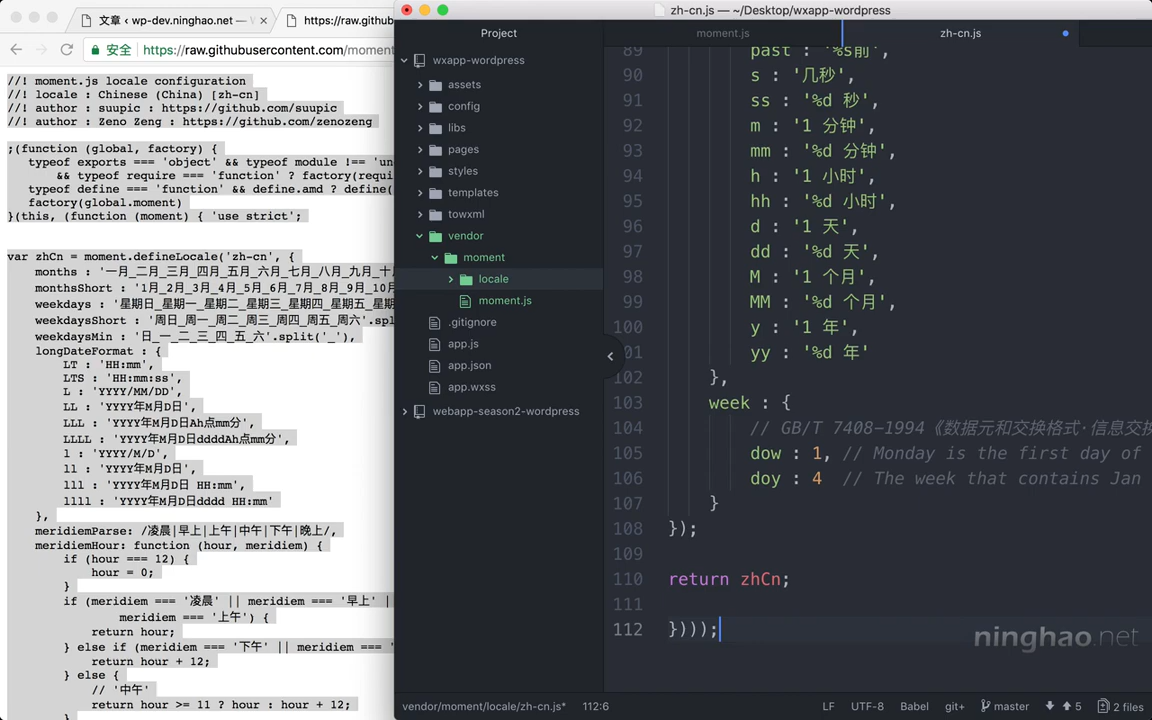 文章 ‹ wp-dev.ninghao.net — V
https://raw.githubu
安全
https://raw.githubusercontent.com/moment
//! moment.js locale configuration
//! locale : Chinese (China) [zh-cn]
//! author : suupic : https://github.com/suupic
//! author : Zeno Zeng : https://github.com/zenozeng
;(function (global, factory) {
typeof exports === 'object' && typeof module !== 'un
&& typeof require === 'function' ? factory(requi
typeof define === 'function' && define.amd ? define(
factory(global.moment)
}(this, (function (moment) { 'use strict';
var zhCn = moment.defineLocale('zh-cn', {
months : '一月_二月_三月_四月_五月_六月_七月_八月_九月_十
monthsShort : '1月_2月_3月_4月_5月_6月_7月_8月_9月_10
weekdays : '星期日_星期一_星期二_星期三_星期四_星期五_星期
weekdaysShort : '周日_周一_周二_周三_周四_周五_周六'.sp
weekdaysMin : '日_一_二_三_四_五_六'.split('_'),
longDateFormat : {
LT : 'HH:mm',
LTS : 'HH:mm:ss',
L : 'YYYY/MM/DD',
LL : 'YYYY年M月D日',
LLL : 'YYYY年M月D日Ah点mm分',
LLLL : 'YYYY年M月D日ddddAh点mm分',
l : 'YYYY/M/D',
ll : 'YYYY年M月D日',
lll : 'YYYY年M月D日 HH:mm',
llll : 'YYYY年M月D日dddd HH:mm'
},
meridiemParse: /凌晨|早上|上午|中午|下午|晚上/,
meridiemHour: function (hour, meridiem) {
if (hour === 12) {
hour = 0;
}
if (meridiem === '凌晨' || meridiem === '早上' |
meridiem === '上午') {
return hour;
} else if (meridiem === '下午' || meridiem === '
return hour + 12;
} else {
// '中午'
return hour >= 11 ? hour : hour + 12;
}
zh-cn.js — ~/Desktop/wxapp-wordpress
Project
wxapp-wordpress
assets
config
libs
pages
styles
templates
towxml
vendor
moment
locale
moment.js
.gitignore
app.js
app.json
app.wxss
webapp-season2-wordpress
moment.js
zh-cn.js
89 past : '%s前',
90 s : '几秒',
91 ss : '%d 秒',
92 m : '1 分钟',
93 mm : '%d 分钟',
94 h : '1 小时',
95 hh : '%d 小时',
96 d : '1 天',
97 dd : '%d 天',
98 M : '1 个月',
99 MM : '%d 个月',
100 y : '1 年',
101 yy : '%d 年'
102 },
103 week : {
104 // GB/T 7408-1994《数据元和交换格式·信息交换
105 dow : 1, // Monday is the first day of
106 doy : 4 // The week that contains Jan
107 }
108 });
109
110 return zhCn;
111
112 })));
ninghao.net
vendor/moment/locale/zh-cn.js* 112:6
LF UTF-8 Babel git+ master 5 2 files